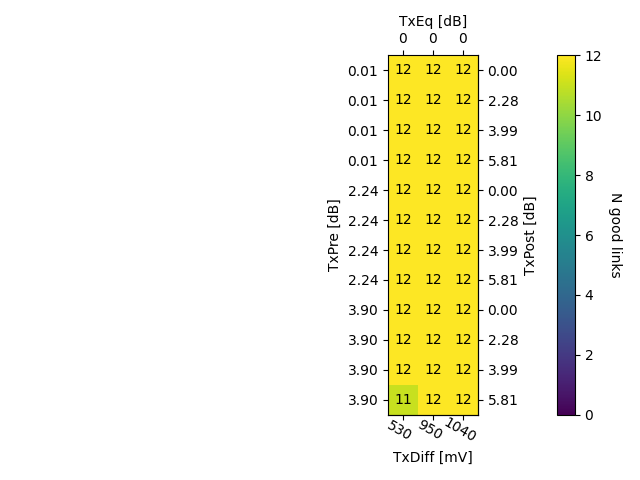 TxEq [dB]
0 0 0
0.01 12 12 12 0.00 12
0.01 12 12 12 2.28
0.01 12 12 12 3.99 10
0.01 12 12 12 5.81
2.24 12 12 12 0.00 8
2.24 12 12 12 2.28
2.24 12 12 12 3.99 6
2.24 12 12 12 5.81
3.90 12 12 12 0.00 4
3.90 12 12 12 2.28
3.90 12 12 12 3.99 2
3.90 11 12 12 5.81 0
TxPre [dB]
TxPost [dB]
N good links
530 950 1040
TxDiff [mV]